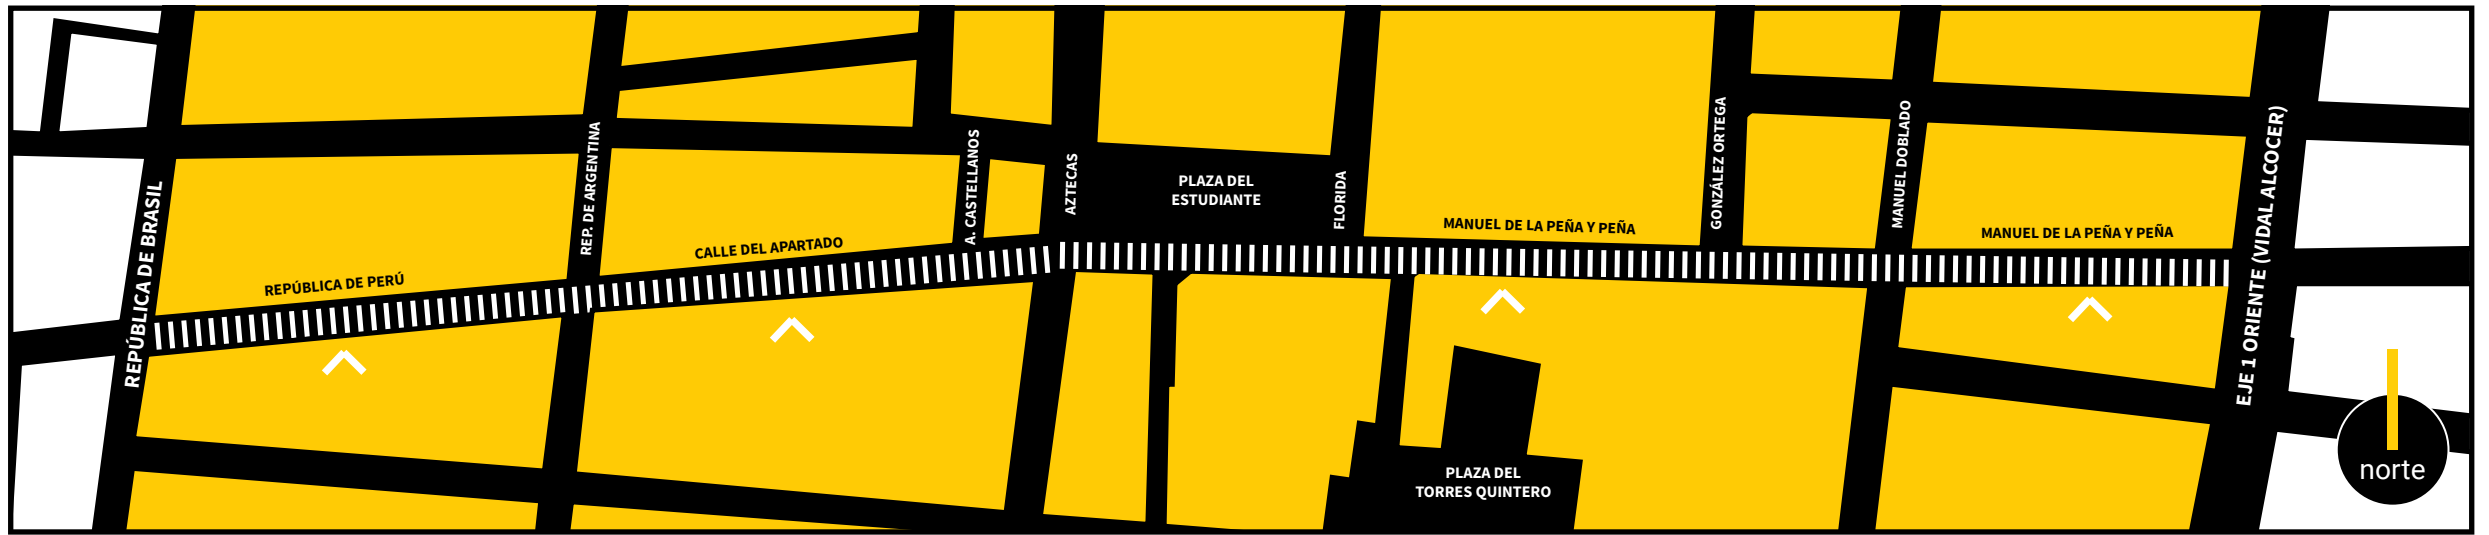 REPÚBLICA DE BRASIL
REPÚBLICA DE PERÚ
REP. DE ARGENTINA
CALLE DEL APARTADO
A. CASTELLANOS
AZTECAS
PLAZA DEL
ESTUDIANTE
FLORIDA
MANUEL DE LA PEÑA Y PEÑA
GONZÁLEZ ORTEGA
MANUEL DOBLADO
MANUEL DE LA PEÑA Y PEÑA
EJE 1 ORIENTE (VIDAL ALCOCER)
PLAZA DEL
TORRES QUINTERO
norte